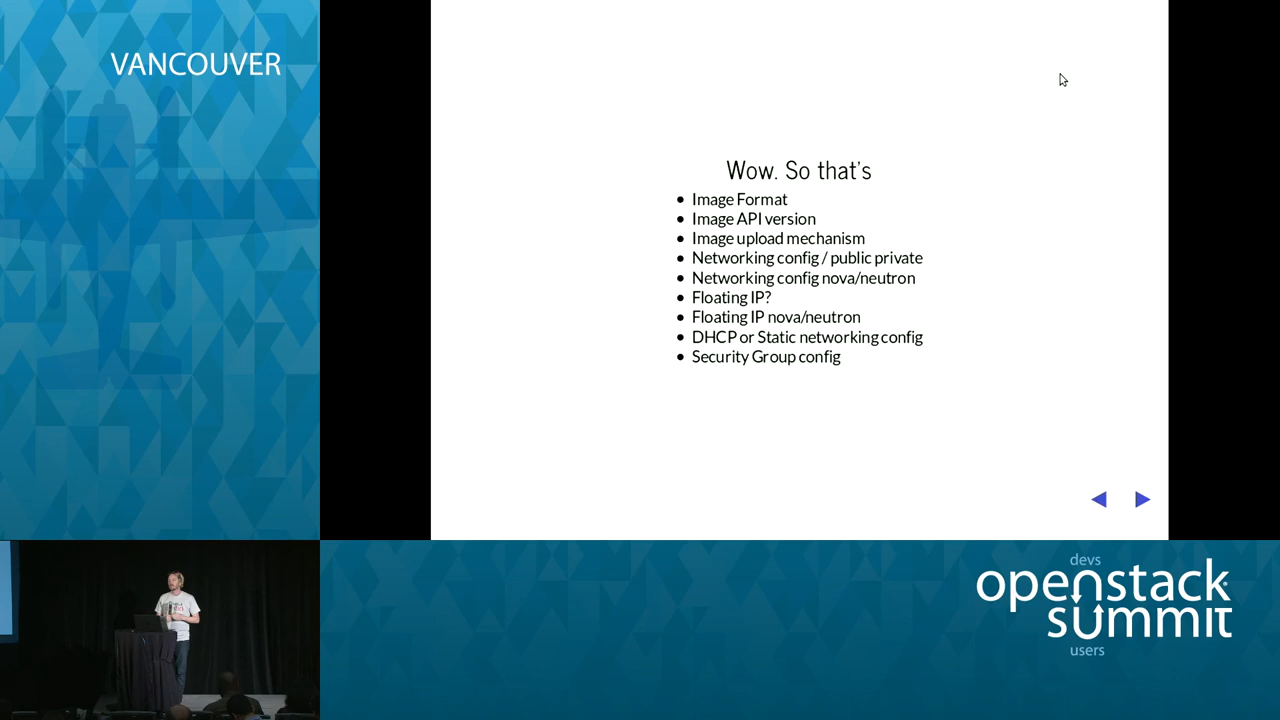 VANCOUVER
Wow. So that's
• Image Format
• Image API version
• Image upload mechanism
• Networking config / public private
• Networking config nova/neutron
• Floating IP?
• Floating IP nova/neutron
• DHCP or Static networking config
• Security Group config
devs
openstack
summit
users